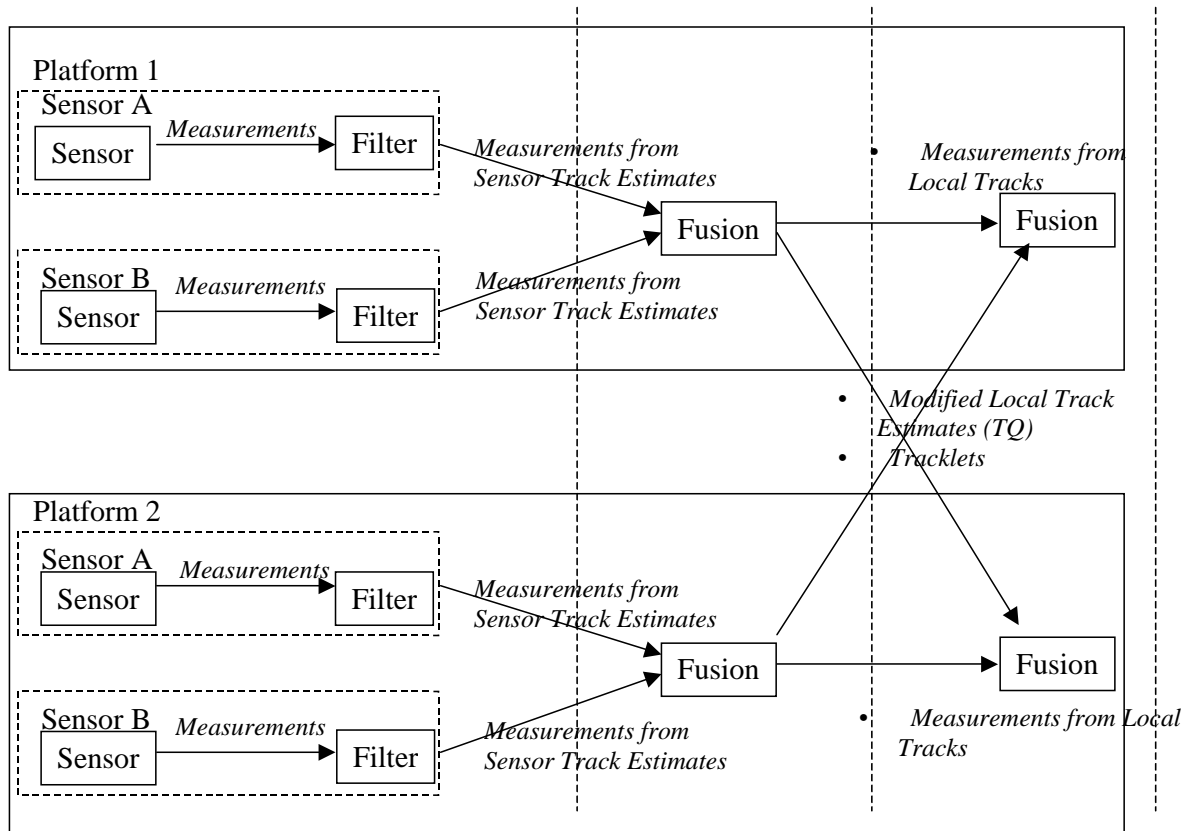 Platform 1
Sensor A
Measurements
Sensor
Filter
Measurements from
Sensor Track Estimates
• Measurements from
Local Tracks
Fusion
Fusion
Sensor B
Measurements
Sensor
Filter
Measurements from
Sensor Track Estimates
• Modified Local Track
Estimates (TQ)
• Tracklets
Platform 2
Sensor A
Measurements
Sensor
Filter
Measurements from
Sensor Track Estimates
Fusion
Fusion
Sensor B
Measurements
Sensor
Filter
Measurements from
Sensor Track Estimates
• Measurements from Local
Tracks